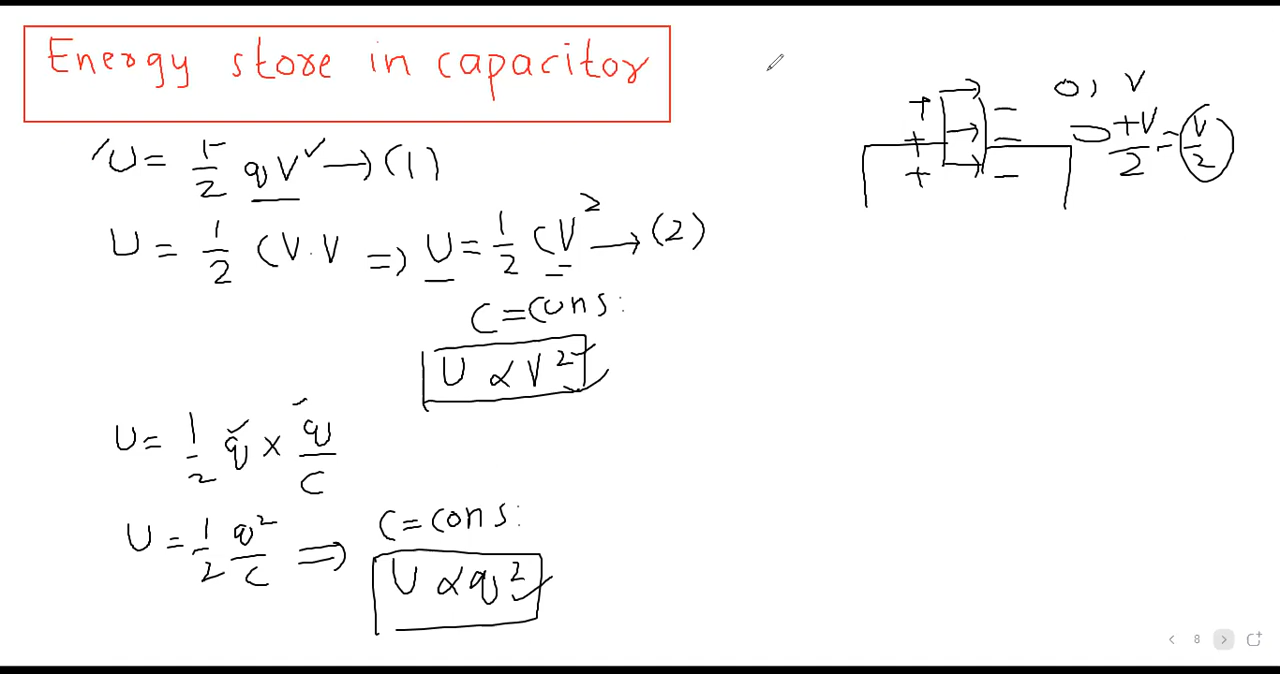 Energy store in capacitor
U = 1/2 qV → (1)
U = 1/2 CV.V => U = 1/2 CV² → (2)
C = cons:
U ∝ V²
U = 1/2 q × q/C
U = 1/2 q²/C => C = cons:
U ∝ q²
0, V
0+V/2 = V/2
+ −
+ −
+ −
8